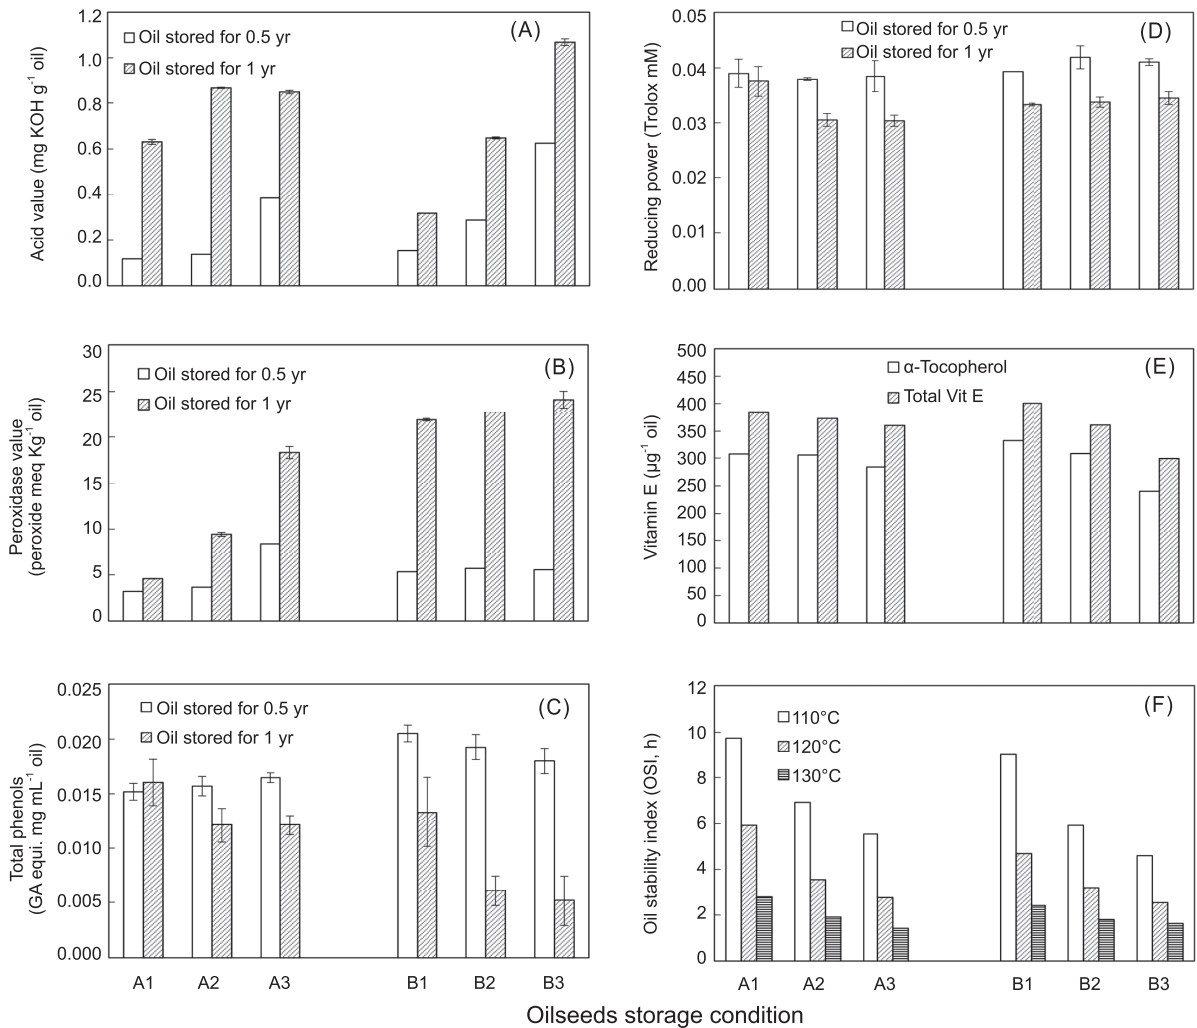 (A)
Oil stored for 0.5 yr
Oil stored for 1 yr
Acid value (mg KOH g-1 oil)
1.2
1.0
0.8
0.6
0.4
0.2
0.0
(B)
Oil stored for 0.5 yr
Oil stored for 1 yr
Peroxidase value
(peroxide meq Kg-1 oil)
30
25
20
15
10
5
0
(C)
Oil stored for 0.5 yr
Oil stored for 1 yr
Total phenols
(GA equi. mg mL-1 oil)
0.025
0.020
0.015
0.010
0.005
0.000
A1 A2 A3 B1 B2 B3
(D)
Oil stored for 0.5 yr
Oil stored for 1 yr
Reducing power (Trolox mM)
0.05
0.04
0.03
0.02
0.01
0.00
(E)
α-Tocopherol
Total Vit E
Vitamin E (µg-1 oil)
500
450
400
350
300
250
200
150
100
50
0
(F)
110°C
120°C
130°C
Oil stability index (OSI, h)
12
10
8
6
4
2
0
A1 A2 A3 B1 B2 B3
Oilseeds storage condition